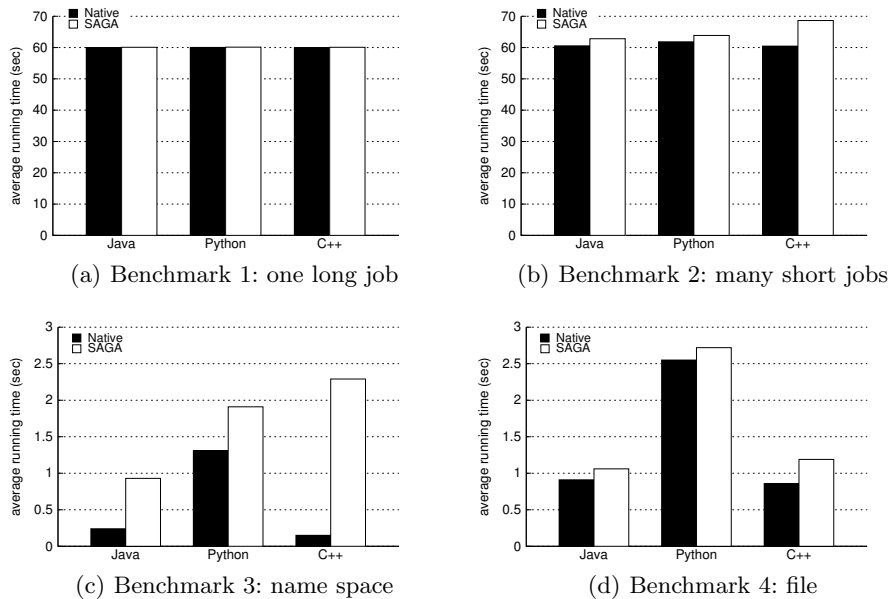 average running time (sec)
70
60
50
40
30
20
10
0
Native
SAGA
Java Python C++
(a) Benchmark 1: one long job
average running time (sec)
70
60
50
40
30
20
10
0
Native
SAGA
Java Python C++
(b) Benchmark 2: many short jobs
average running time (sec)
3
2.5
2
1.5
1
0.5
0
Native
SAGA
Java Python C++
(c) Benchmark 3: name space
average running time (sec)
3
2.5
2
1.5
1
0.5
0
Native
SAGA
Java Python C++
(d) Benchmark 4: file